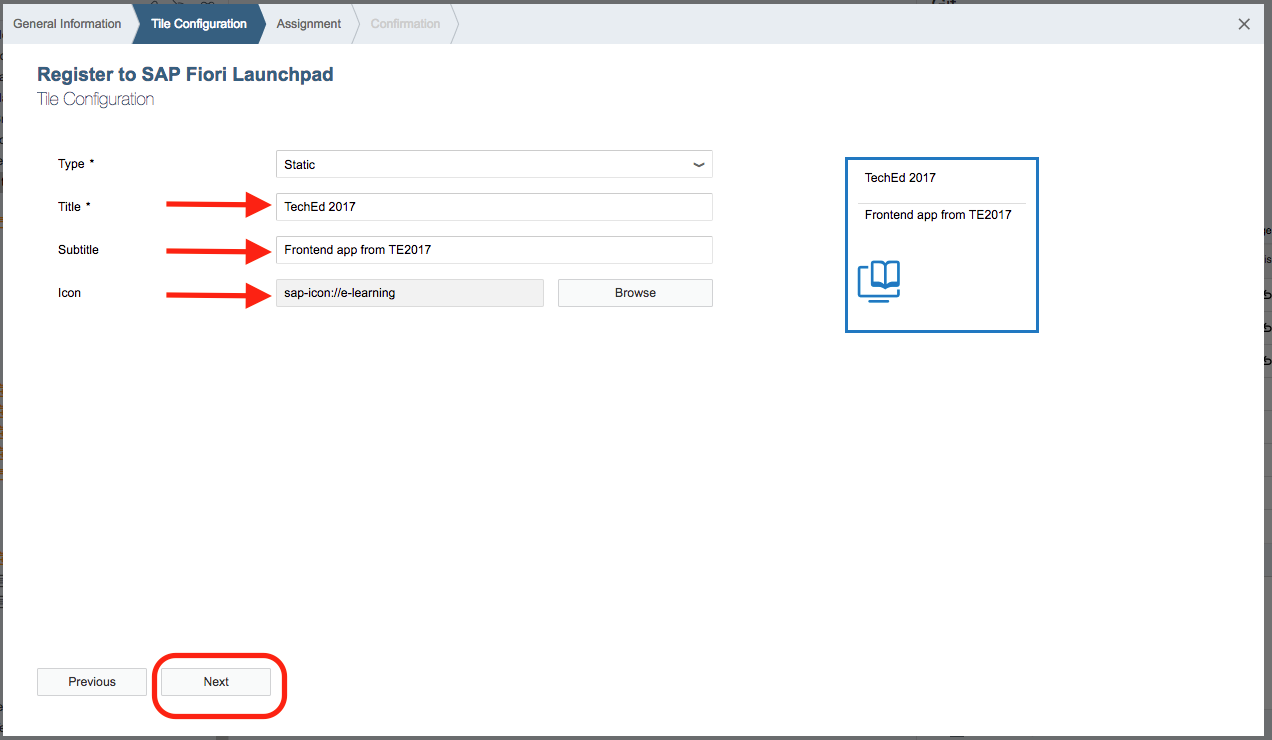 General Information
Tile Configuration
Assignment
Confirmation
Register to SAP Fiori Launchpad
Tile Configuration
Type *
Static
Title *
TechEd 2017
Subtitle
Frontend app from TE2017
Icon
sap-icon://e-learning
Browse
TechEd 2017
Frontend app from TE2017
Previous
Next